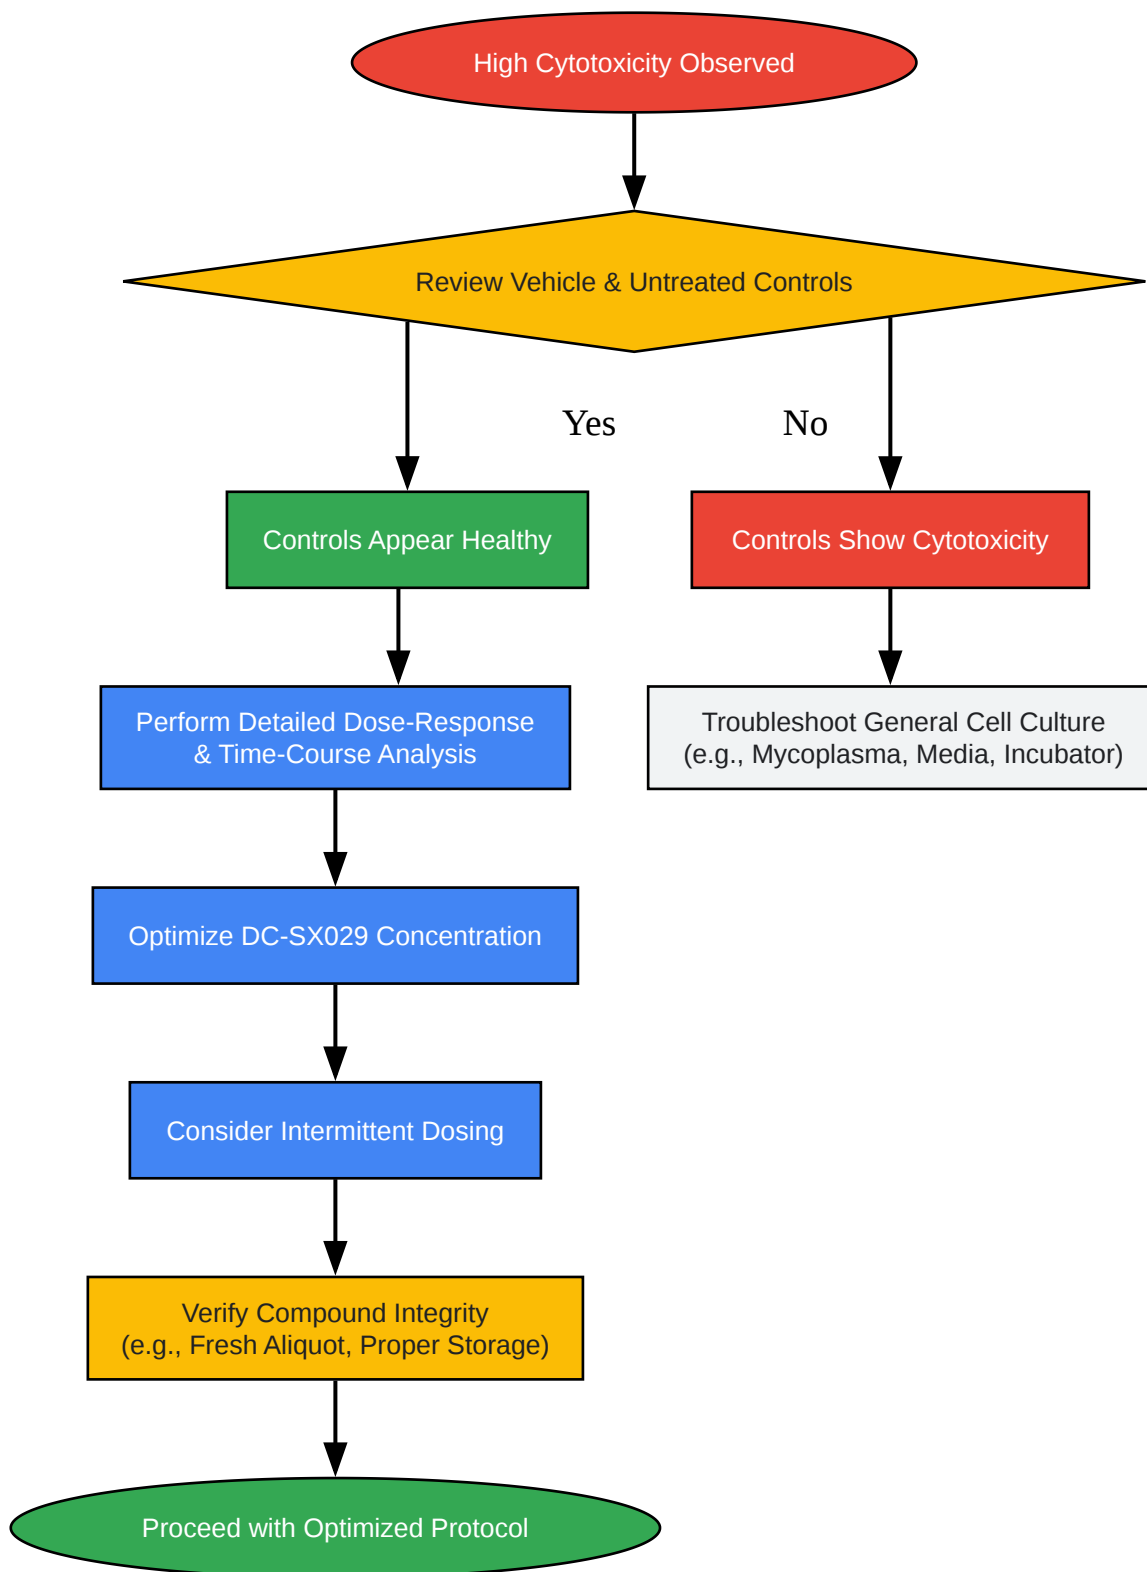 High Cytotoxicity Observed
Review Vehicle & Untreated Controls
Yes
No
Controls Appear Healthy
Controls Show Cytotoxicity
Perform Detailed Dose-Response
& Time-Course Analysis
Troubleshoot General Cell Culture
(e.g., Mycoplasma, Media, Incubator)
Optimize DC-SX029 Concentration
Consider Intermittent Dosing
Verify Compound Integrity
(e.g., Fresh Aliquot, Proper Storage)
Proceed with Optimized Protocol